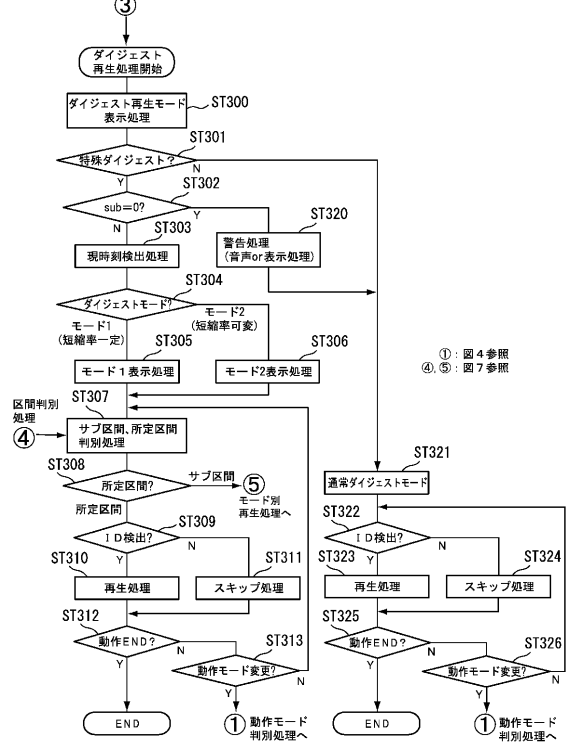 ③
ダイジェスト
再生処理開始
ダイジェスト再生モード
表示処理
ST300
ST301
特殊ダイジェスト？
N
Y
ST302
sub=0?
Y
N
ST303
現時刻検出処理
ST320
警告処理
(音声or表示処理)
ST304
ダイジェストモード?
モード1
(短縮率一定)
モード2
(短縮率可変)
ST305
モード１表示処理
ST306
モード2表示処理
①：図４参照
④,⑤：図７参照
ST307
区間判別
処理
④
サブ区間、所定区間
判別処理
ST308
所定区間?
サブ区間
⑤
モード別
再生処理へ
所定区間
ST309
ＩＤ検出?
N
Y
ST310
再生処理
ST311
スキップ処理
ST312
動作END?
N
Y
ST313
動作モード変更?
N
Y
END
①
動作モード
判別処理へ
ST321
通常ダイジェストモード
ST322
ＩＤ検出?
N
Y
ST323
再生処理
ST324
スキップ処理
ST325
動作END?
N
Y
ST326
動作モード変更?
N
Y
END
①
動作モード
判別処理へ